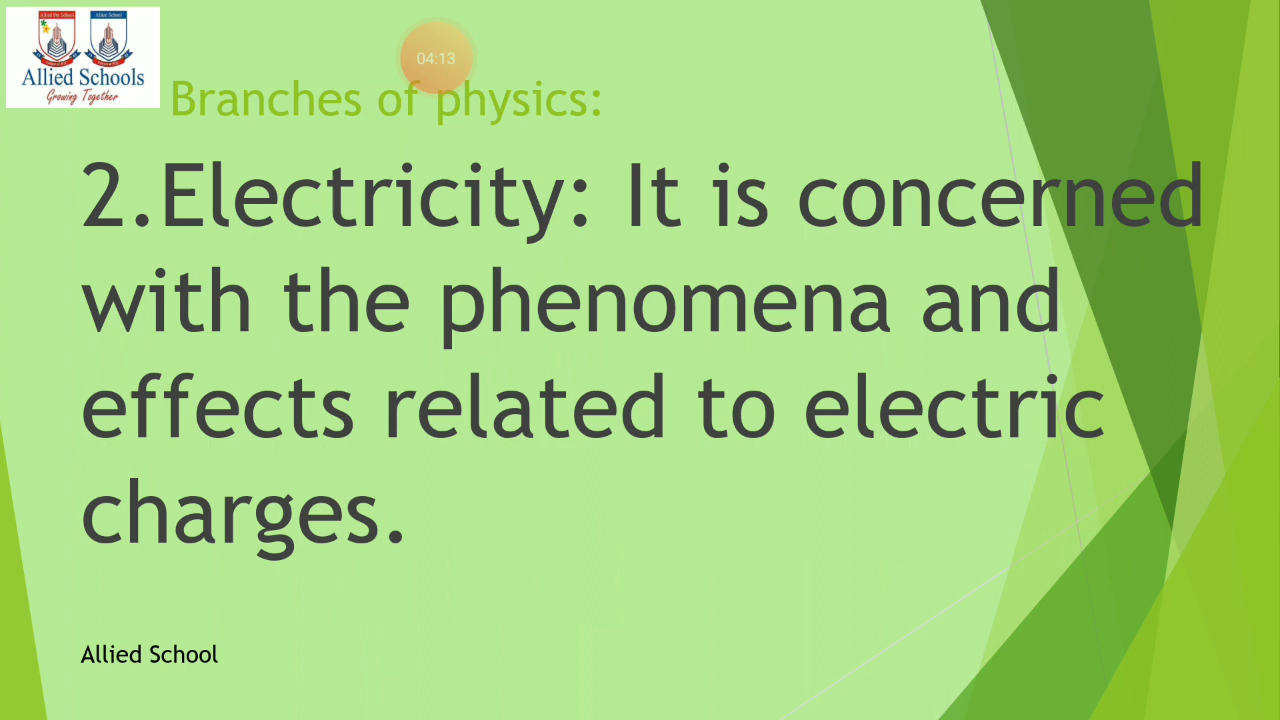 Allied Schools
Growing Together
04:13
Branches of physics:
2.Electricity: It is concerned
with the phenomena and
effects related to electric
charges.
Allied School